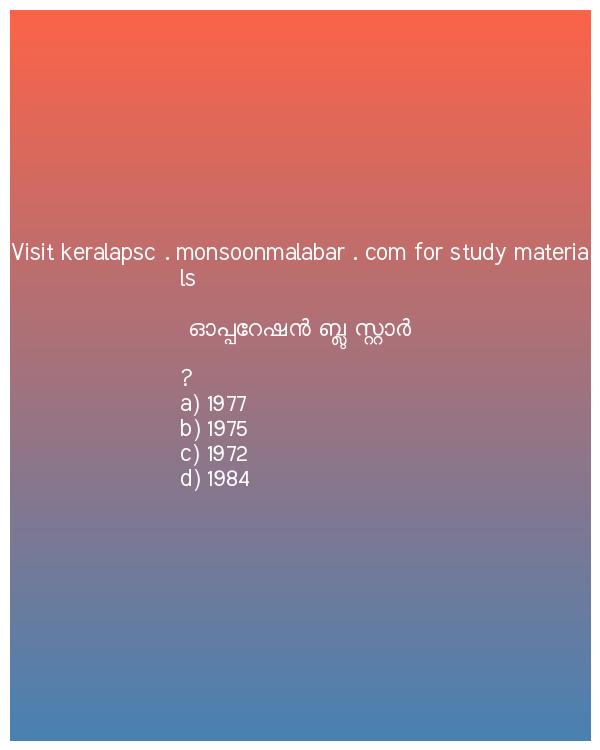 Visit keralapsc . monsoonmalabar . com for study materia
ls
ഓപ്പറേഷൻ ബ്ലൂ സ്റ്റാർ
?
a) 1977
b) 1975
c) 1972
d) 1984